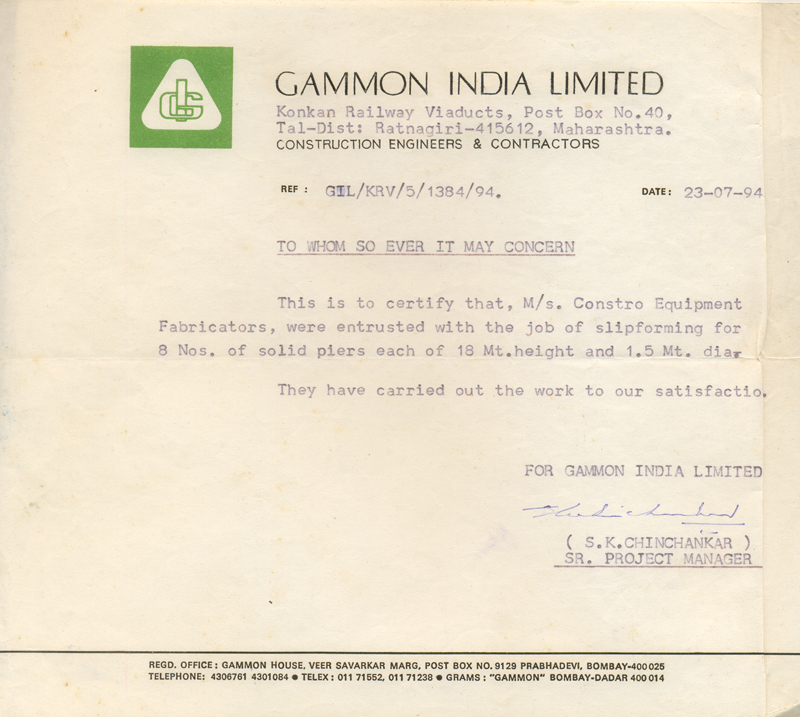 GAMMON INDIA LIMITED
Konkan Railway Viaducts, Post Box No.40,
Tal-Dist: Ratnagiri-415612, Maharashtra.
CONSTRUCTION ENGINEERS & CONTRACTORS
REF : GIL/KRV/5/1384/94. DATE: 23-07-94
TO WHOM SO EVER IT MAY CONCERN
This is to certify that, M/s. Constro Equipment
Fabricators, were entrusted with the job of slipforming for
8 Nos. of solid piers each of 18 Mt.height and 1.5 Mt. dia.
They have carried out the work to our satisfactio.
FOR GAMMON INDIA LIMITED
( S.K.CHINCHANKAR )
SR. PROJECT MANAGER
REGD. OFFICE : GAMMON HOUSE, VEER SAVARKAR MARG, POST BOX NO. 9129 PRABHADEVI, BOMBAY-400 025
TELEPHONE: 4306761 4301084 ● TELEX : 011 71552, 011 71238 ● GRAMS : "GAMMON" BOMBAY-DADAR 400 014